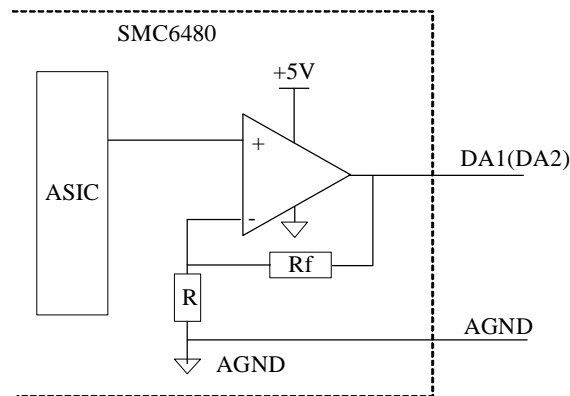 SMC6480
+5V
+
DA1(DA2)
ASIC
-
Rf
R
AGND
AGND